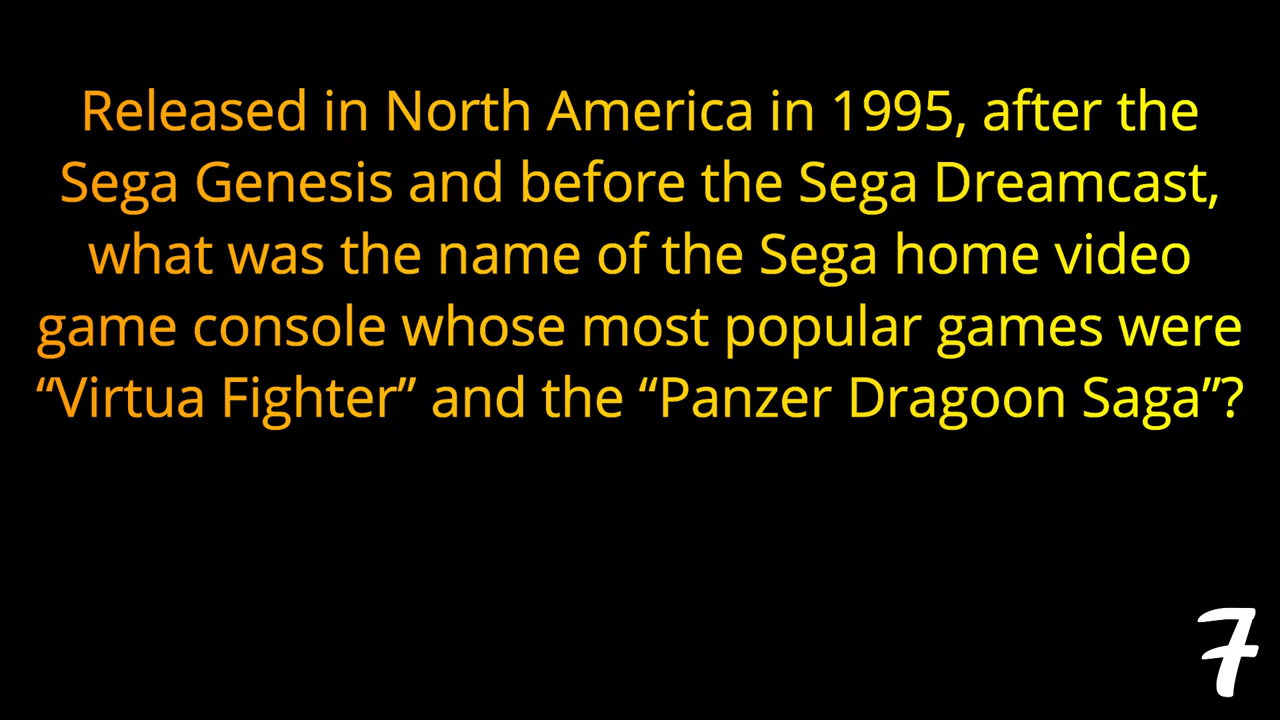 Released in North America in 1995, after the
Sega Genesis and before the Sega Dreamcast,
what was the name of the Sega home video
game console whose most popular games were
“Virtua Fighter” and the “Panzer Dragoon Saga”?
7